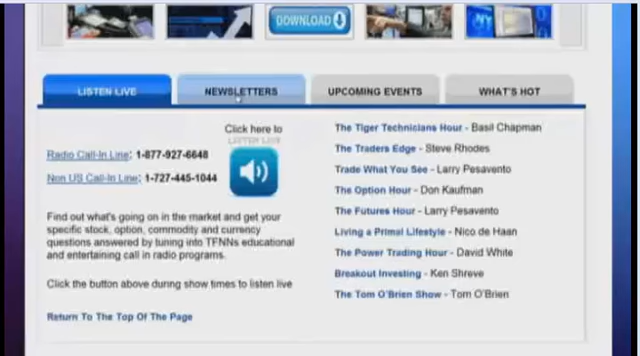 DOWNLOAD
LISTEN LIVE
NEWSLETTERS
UPCOMING EVENTS
WHAT'S HOT
Click here to
LISTEN LIVE
Radio Call-In Line: 1-877-927-6648
Non US Call-In Line: 1-727-445-1044
Find out what's going on in the market and get your
specific stock, option, commodity and currency
questions answered by tuning into TFNNs educational
and entertaining call in radio programs.
Click the button above during show times to listen live
Return To The Top Of The Page
The Tiger Technicians Hour - Basil Chapman
The Traders Edge - Steve Rhodes
Trade What You See - Larry Pesavento
The Option Hour - Don Kaufman
The Futures Hour - Larry Pesavento
Living a Primal Lifestyle - Nico de Haan
The Power Trading Hour - David White
Breakout Investing - Ken Shreve
The Tom O'Brien Show - Tom O'Brien